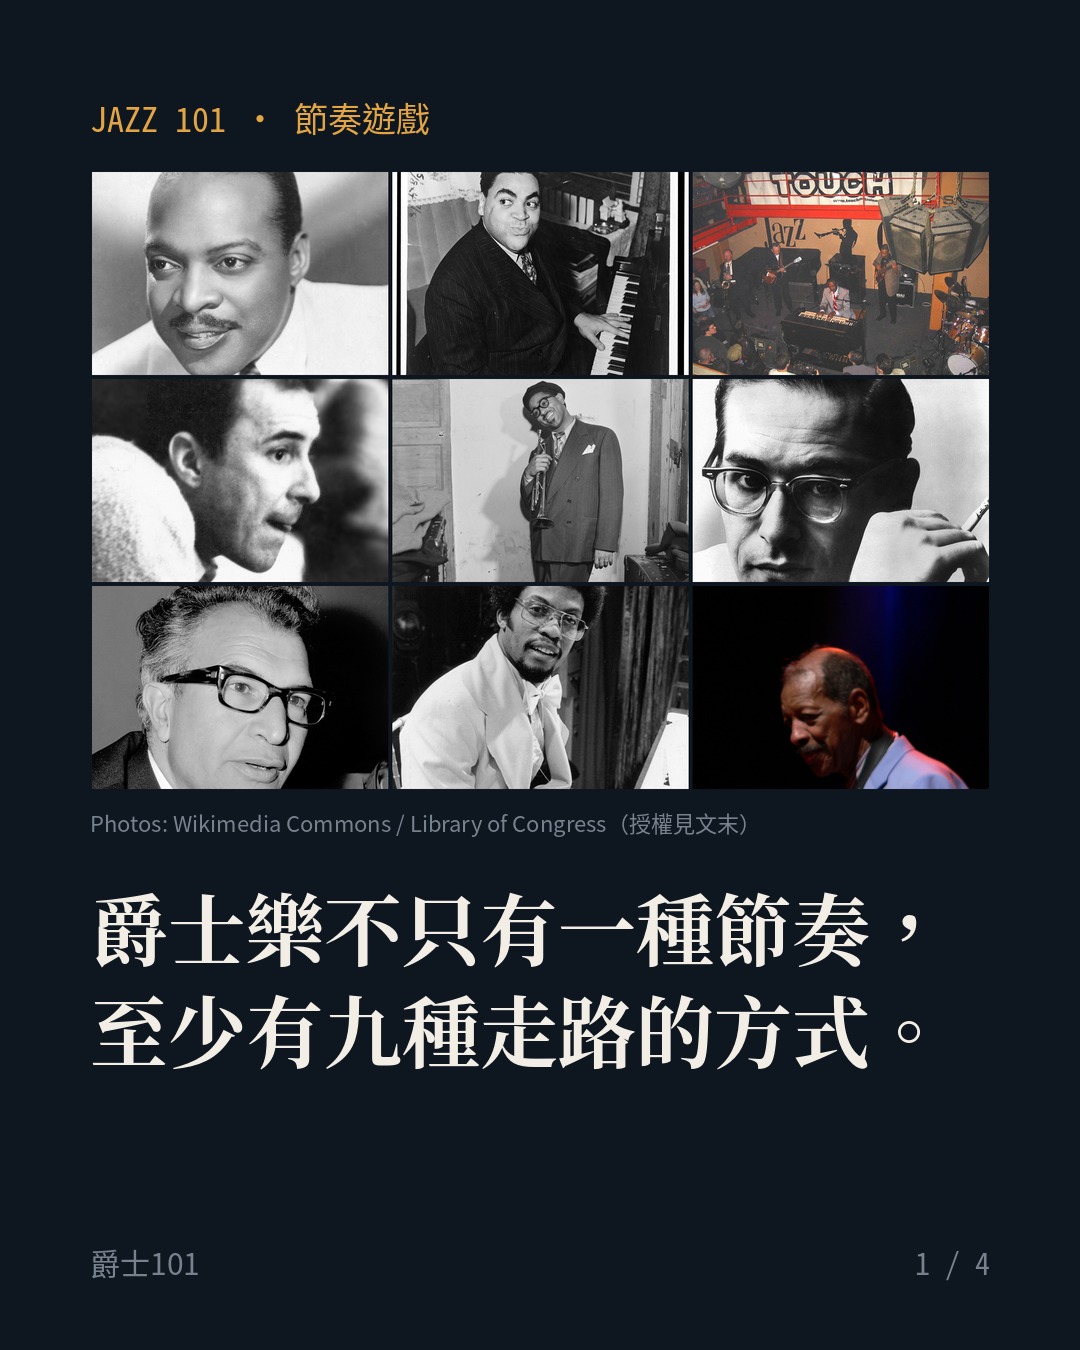 JAZZ 101 · 節奏遊戲
TOUCH
Jazz
Photos: Wikimedia Commons / Library of Congress（授權見文末）
爵士樂不只有一種節奏，
至少有九種走路的方式。
爵士101
1 / 4